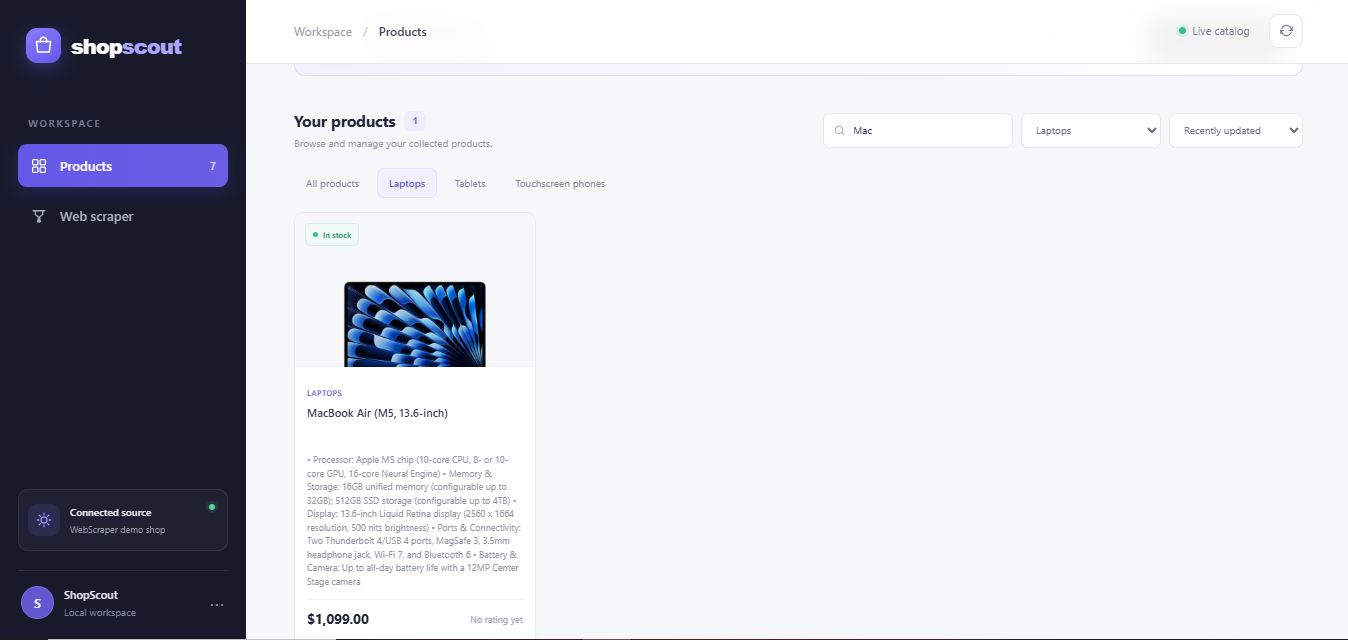 shopscout
Workspace / Products
Live catalog
WORKSPACE
Products 7
Web scraper
Connected source
WebScraper demo shop
S
ShopScout
Local workspace
...
Your products 1
Browse and manage your collected products.
Mac
Laptops
Recently updated
All products
Laptops
Tablets
Touchscreen phones
In stock
LAPTOPS
MacBook Air (M5, 13.6-inch)
• Processor: Apple M5 chip (10-core CPU, 8- or 10-
core GPU, 16-core Neural Engine) • Memory &
Storage: 16GB unified memory (configurable up to
32GB); 512GB SSD storage (configurable up to 4TB) •
Display: 13.6-inch Liquid Retina display (2560 x 1664
resolution, 500 nits brightness) • Ports & Connectivity:
Two Thunderbolt 4/USB 4 ports, MagSafe 3, 3.5mm
headphone jack, Wi-Fi 7, and Bluetooth 6 • Battery &
Camera: Up to all-day battery life with a 12MP Center
Stage camera
$1,099.00
No rating yet